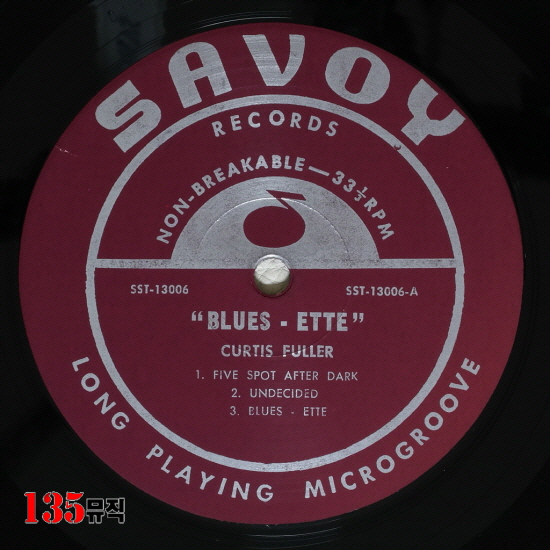 SAVOY
RECORDS
NON-BREAKABLE — 33⅓ RPM
SST-13006
SST-13006-A
"BLUES - ETTE"
CURTIS FULLER
1. FIVE SPOT AFTER DARK
2. UNDECIDED
3. BLUES - ETTE
LONG PLAYING MICROGROOVE
135뮤직